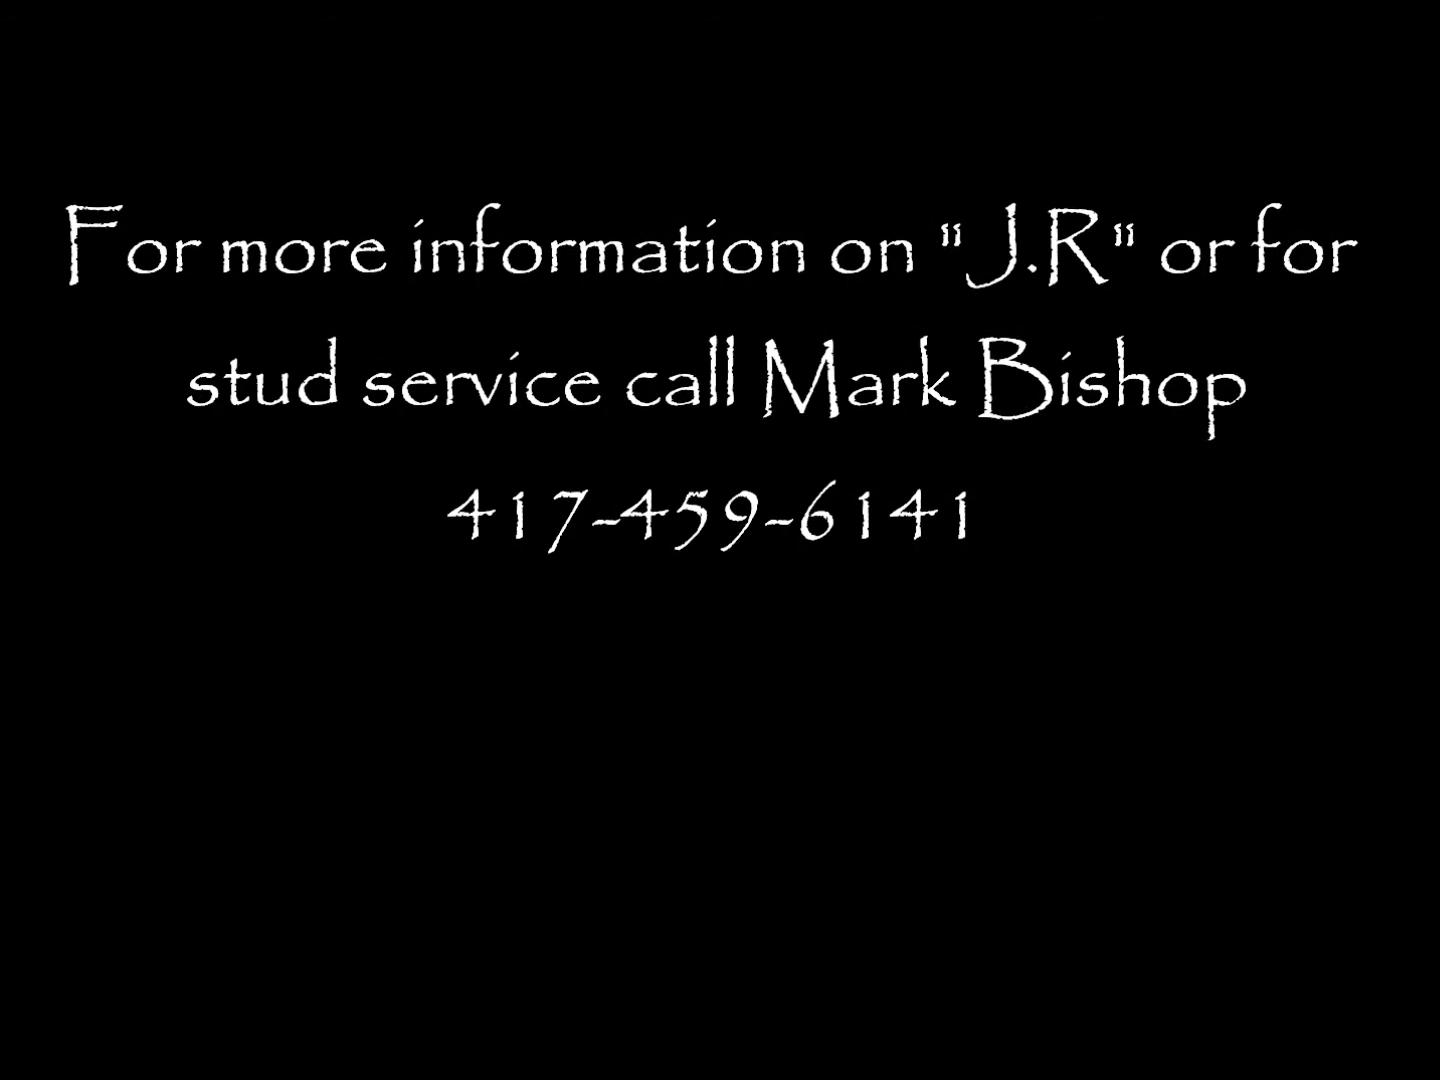 For more information on "J.R" or for
stud service call Mark Bishop
417-459-6141